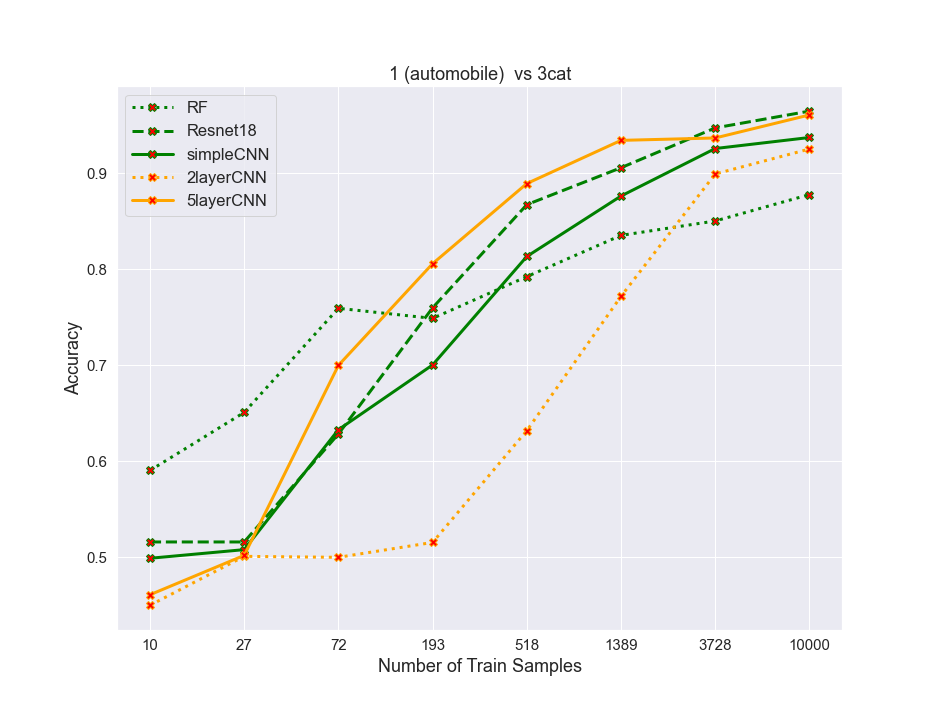 1 (automobile)  vs 3cat
RF
Resnet18
simpleCNN
2layerCNN
5layerCNN
Accuracy
0.9
0.8
0.7
0.6
0.5
10 27 72 193 518 1389 3728 10000
Number of Train Samples